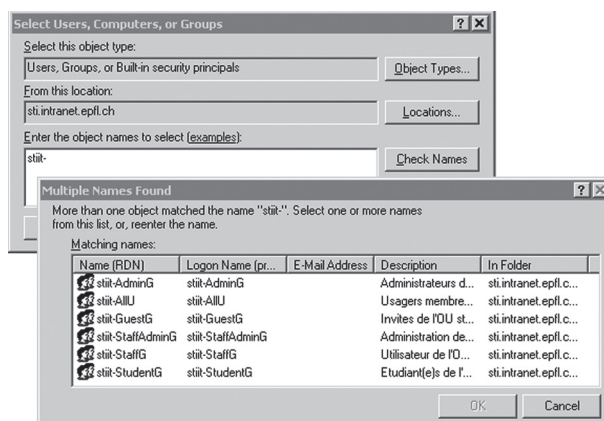 Select Users, Computers, or Groups
Select this object type:
Users, Groups, or Built-in security principals
Object Types...
From this location:
sti.intranet.epfl.ch
Locations...
Enter the object names to select (examples):
stiit-
Check Names
Multiple Names Found
More than one object matched the name "stiit-". Select one or more names
from this list, or, reenter the name.
Matching names:
Name (RDN) Logon Name (pr... E-Mail Address Description In Folder
stiit-AdminG stiit-AdminG Administrateurs d... sti.intranet.epfl.c...
stiit-AllU stiit-AllU Usagers membre... sti.intranet.epfl.c...
stiit-GuestG stiit-GuestG Invites de l'OU st... sti.intranet.epfl.c...
stiit-StaffAdminG stiit-StaffAdminG Administration de... sti.intranet.epfl.c...
stiit-StaffG stiit-StaffG Utilisateur de l'O... sti.intranet.epfl.c...
stiit-StudentG stiit-StudentG Etudiant(e)s de l'... sti.intranet.epfl.c...
OK Cancel